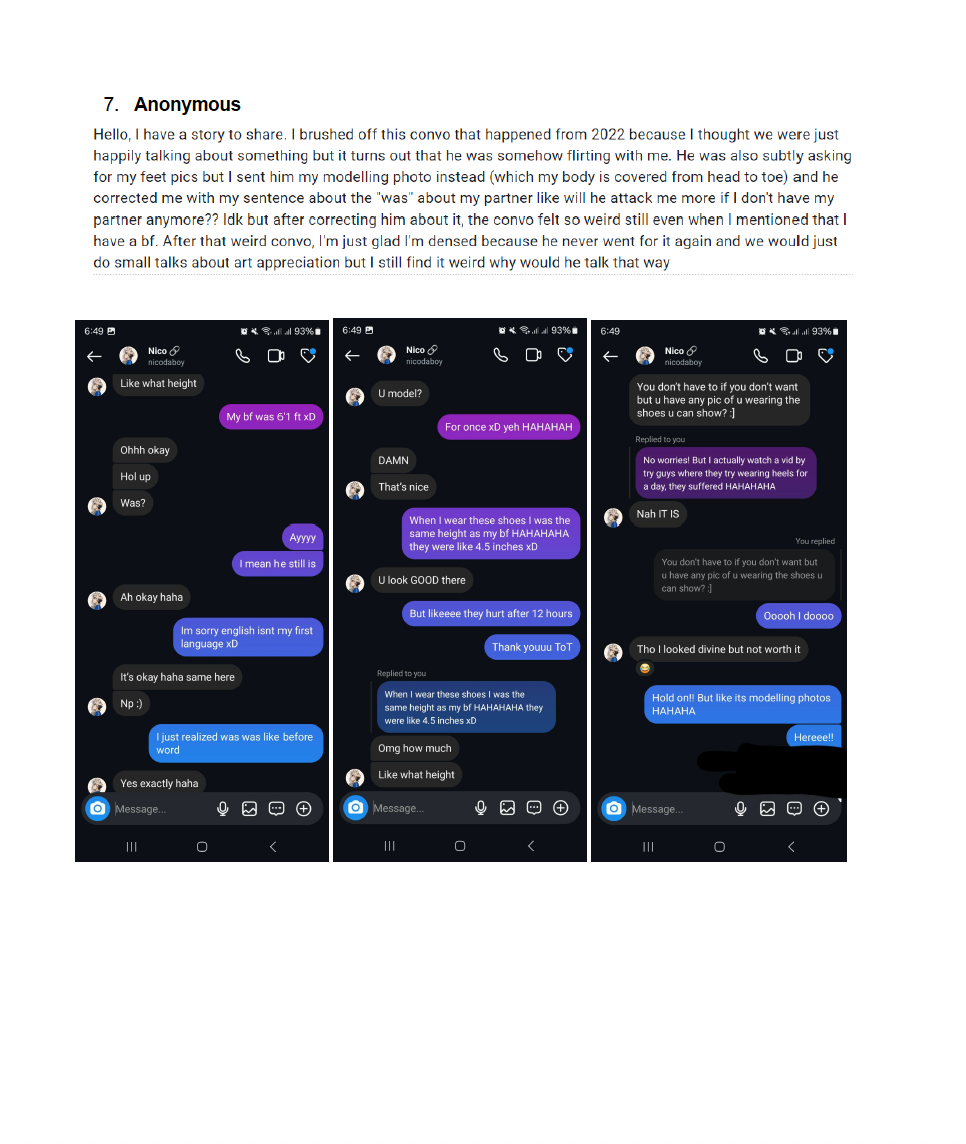 7. Anonymous
Hello, I have a story to share. I brushed off this convo that happened from 2022 because I thought we were just
happily talking about something but it turns out that he was somehow flirting with me. He was also subtly asking
for my feet pics but I sent him my modelling photo instead (which my body is covered from head to toe) and he
corrected me with my sentence about the "was" about my partner like will he attack me more if I don't have my
partner anymore?? Idk but after correcting him about it, the convo felt so weird still even when I mentioned that I
have a bf. After that weird convo, I'm just glad I'm densed because he never went for it again and we would just
do small talks about art appreciation but I still find it weird why would he talk that way
6:49
93%
Nico
nicodaboy
Like what height
My bf was 6'1 ft xD
Ohhh okay
Hol up
Was?
Ayyyy
I mean he still is
Ah okay haha
Im sorry english isnt my first
language xD
It's okay haha same here
Np :)
I just realized was was like before
word
Yes exactly haha
Message...
6:49
93%
Nico
nicodaboy
U model?
For once xD yeh HAHAHAH
DAMN
That's nice
When I wear these shoes I was the
same height as my bf HAHAHAHA
they were like 4.5 inches xD
U look GOOD there
But likeeee they hurt after 12 hours
Thank youuu ToT
Replied to you
When I wear these shoes I was the
same height as my bf HAHAHAHA they
were like 4.5 inches xD
Omg how much
Like what height
Message...
6:49
93%
Nico
nicodaboy
You don't have to if you don't want
but u have any pic of u wearing the
shoes u can show? :]
Replied to you
No worries! But I actually watch a vid by
try guys where they try wearing heels for
a day, they suffered HAHAHAHA
Nah IT IS
You replied
You don't have to if you don't want but
u have any pic of u wearing the shoes u
can show? :]
Ooooh I doooo
Tho I looked divine but not worth it
😂
Hold on!! But like its modelling photos
HAHAHA
Hereee!!
Message...